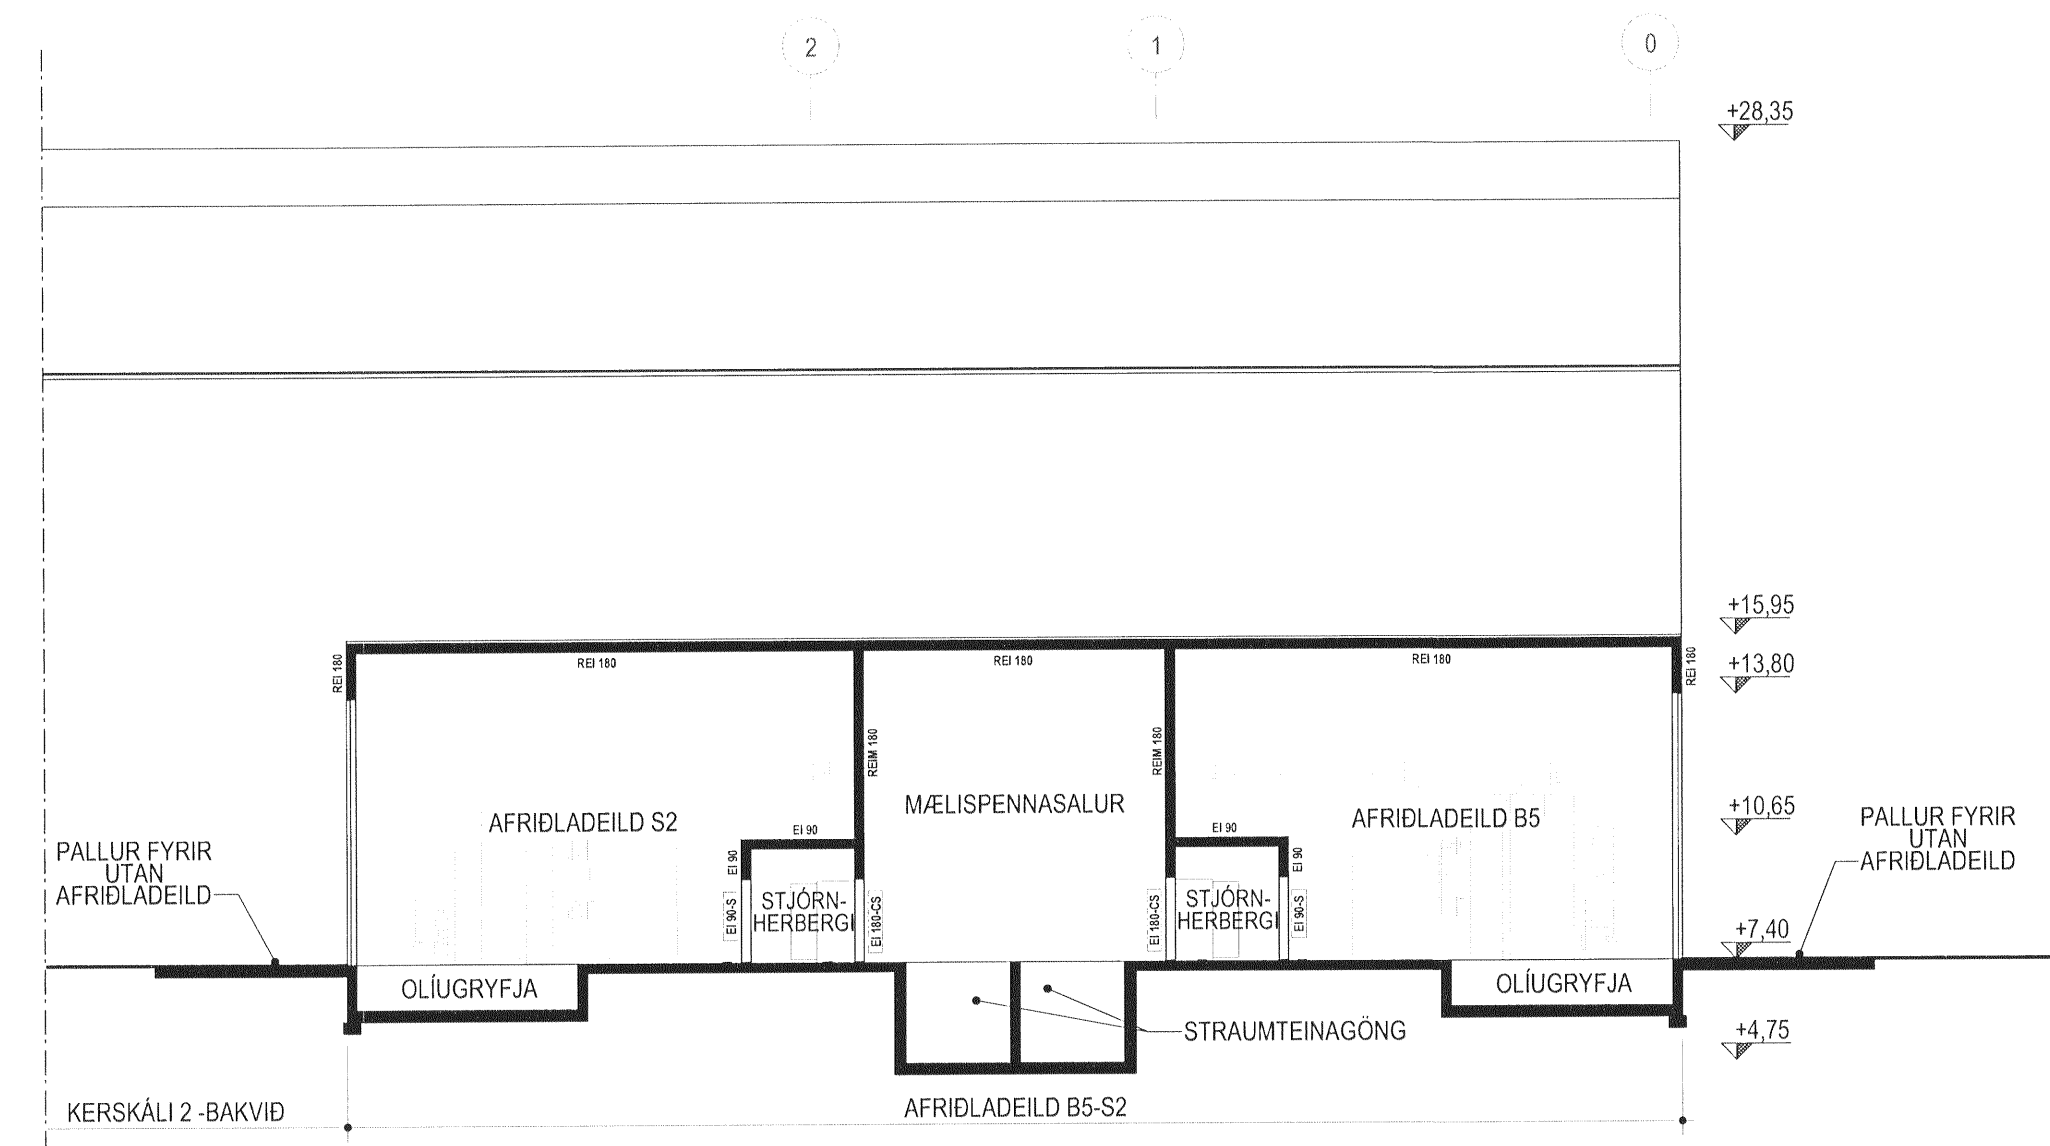 2
1
0
+28,35
+15,95
REI 180
REI 180
REI 180
REI 180
REI 180
+13,80
REIM 180
REIM 180
MÆLISPENNASALUR
AFRIÐLADEILD S2
AFRIÐLADEILD B5
+10,65
EI 90
EI 90
PALLUR FYRIR
UTAN
AFRIÐLADEILD
PALLUR FYRIR
UTAN
AFRIÐLADEILD
EI 90
EI 90
EI 90-S
STJÓRN-
HERBERGI
EI 180-CS
EI 180-CS
STJÓRN-
HERBERGI
EI 90-S
+7,40
OLÍUGRYFJA
OLÍUGRYFJA
STRAUMTEINAGÖNG
+4,75
KERSKÁLI 2 -BAKVIÐ
AFRIÐLADEILD B5-S2